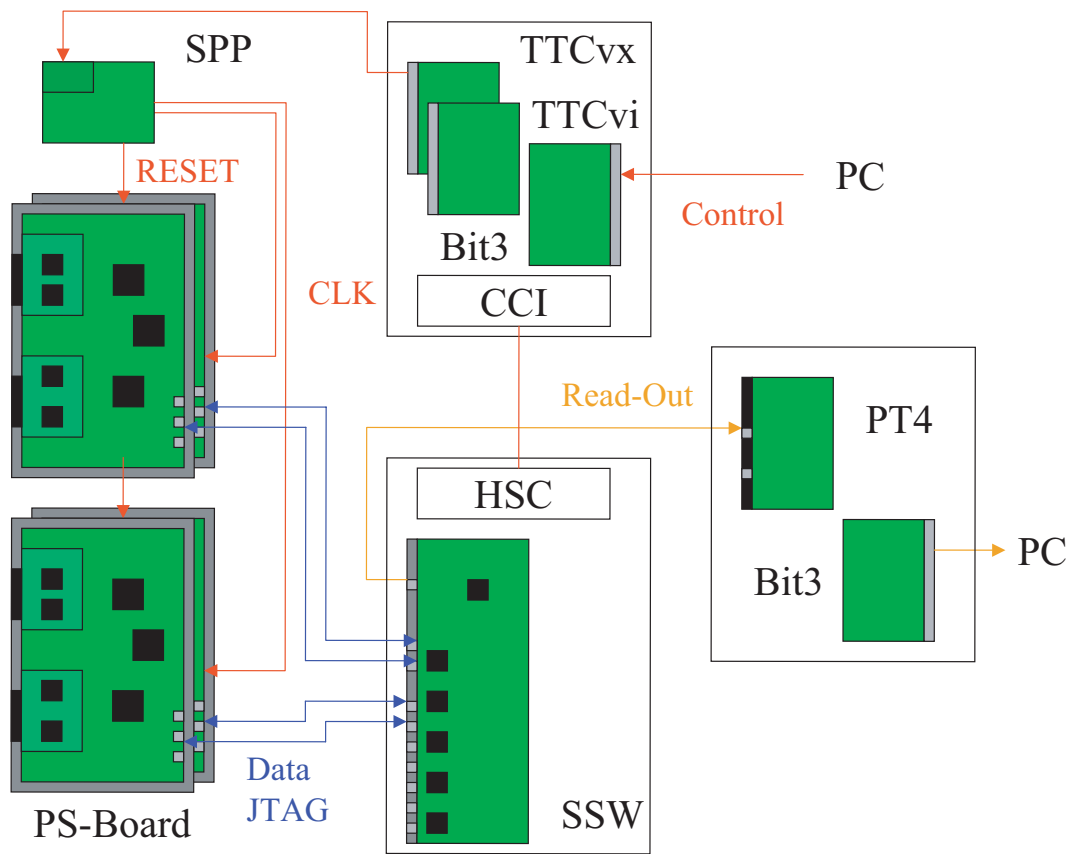 SPP
TTCvx
TTCvi
RESET
PC
Control
Bit3
CLK
CCI
Read-Out
PT4
HSC
PC
Bit3
Data
JTAG
SSW
PS-Board